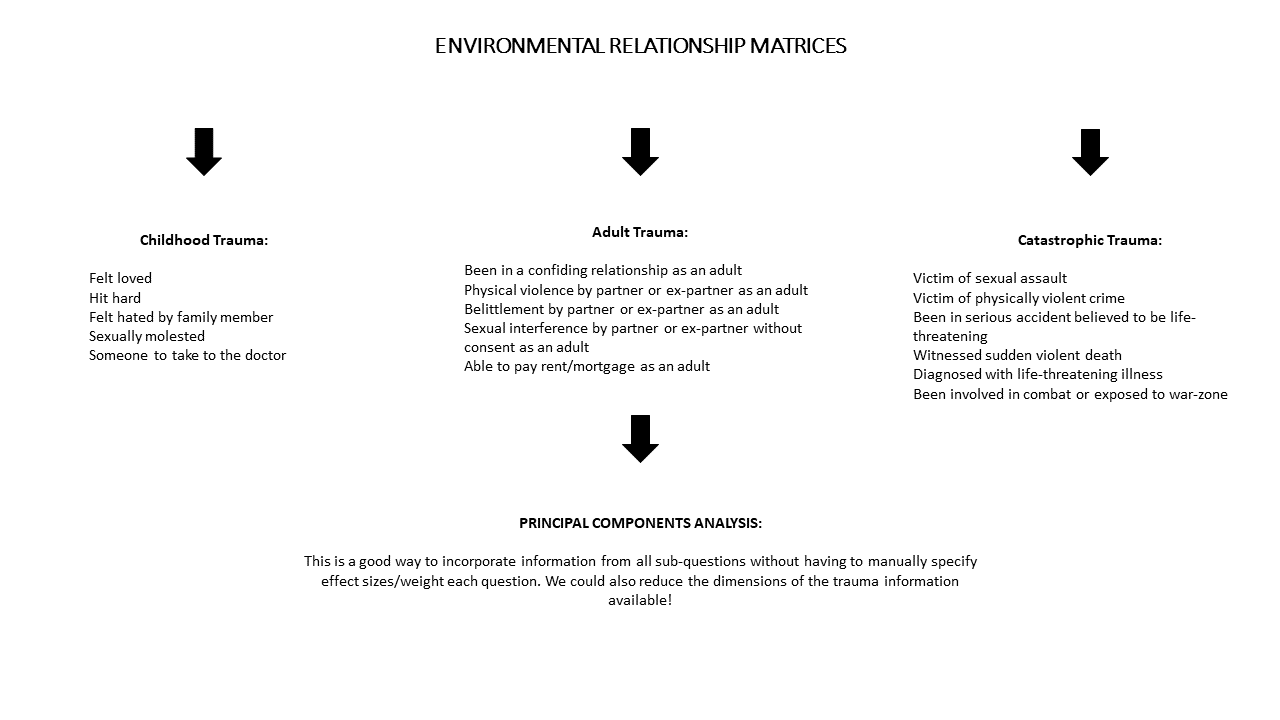 ENVIRONMENTAL RELATIONSHIP MATRICES
Childhood Trauma:
Felt loved
Hit hard
Felt hated by family member
Sexually molested
Someone to take to the doctor
Adult Trauma:
Been in a confiding relationship as an adult
Physical violence by partner or ex-partner as an adult
Belittlement by partner or ex-partner as an adult
Sexual interference by partner or ex-partner without
consent as an adult
Able to pay rent/mortgage as an adult
Catastrophic Trauma:
Victim of sexual assault
Victim of physically violent crime
Been in serious accident believed to be life-
threatening
Witnessed sudden violent death
Diagnosed with life-threatening illness
Been involved in combat or exposed to war-zone
PRINCIPAL COMPONENTS ANALYSIS:
This is a good way to incorporate information from all sub-questions without having to manually specify
effect sizes/weight each question. We could also reduce the dimensions of the trauma information
available!